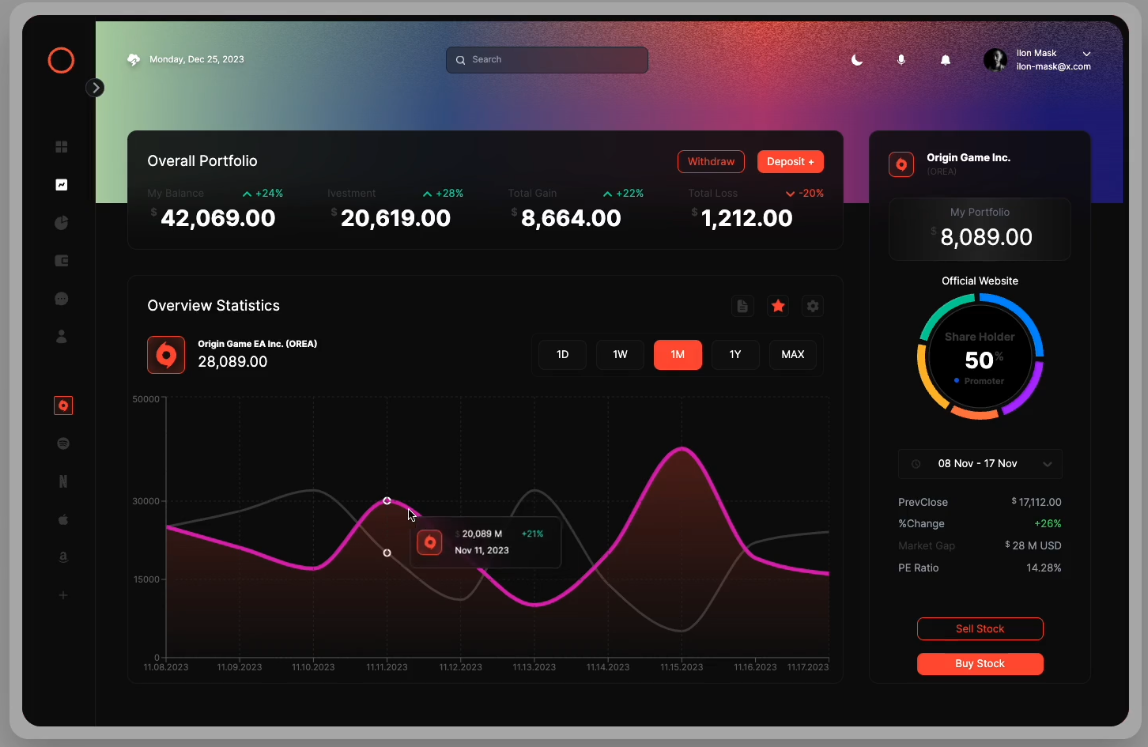 Monday, Dec 25, 2023
Search
Ilon Mask
ilon-mask@x.com
Overall Portfolio
Withdraw
Deposit +
My Balance
+24%
$ 42,069.00
Ivestment
+28%
$ 20,619.00
Total Gain
+22%
$ 8,664.00
Total Loss
-20%
$ 1,212.00
Origin Game Inc.
(OREA)
My Portfolio
$ 8,089.00
Official Website
Share Holder
50%
Promoter
08 Nov - 17 Nov
PrevClose $ 17,112.00
%Change +26%
Market Gap $ 28 M USD
PE Ratio 14.28%
Sell Stock
Buy Stock
Overview Statistics
Origin Game EA Inc. (OREA)
28,089.00
1D 1W 1M 1Y MAX
50000
30000
15000
0
$ 20,089 M +21%
Nov 11, 2023
11.08.2023 11.09.2023 11.10.2023 11.11.2023 11.12.2023 11.13.2023 11.14.2023 11.15.2023 11.16.2023 11.17.2023